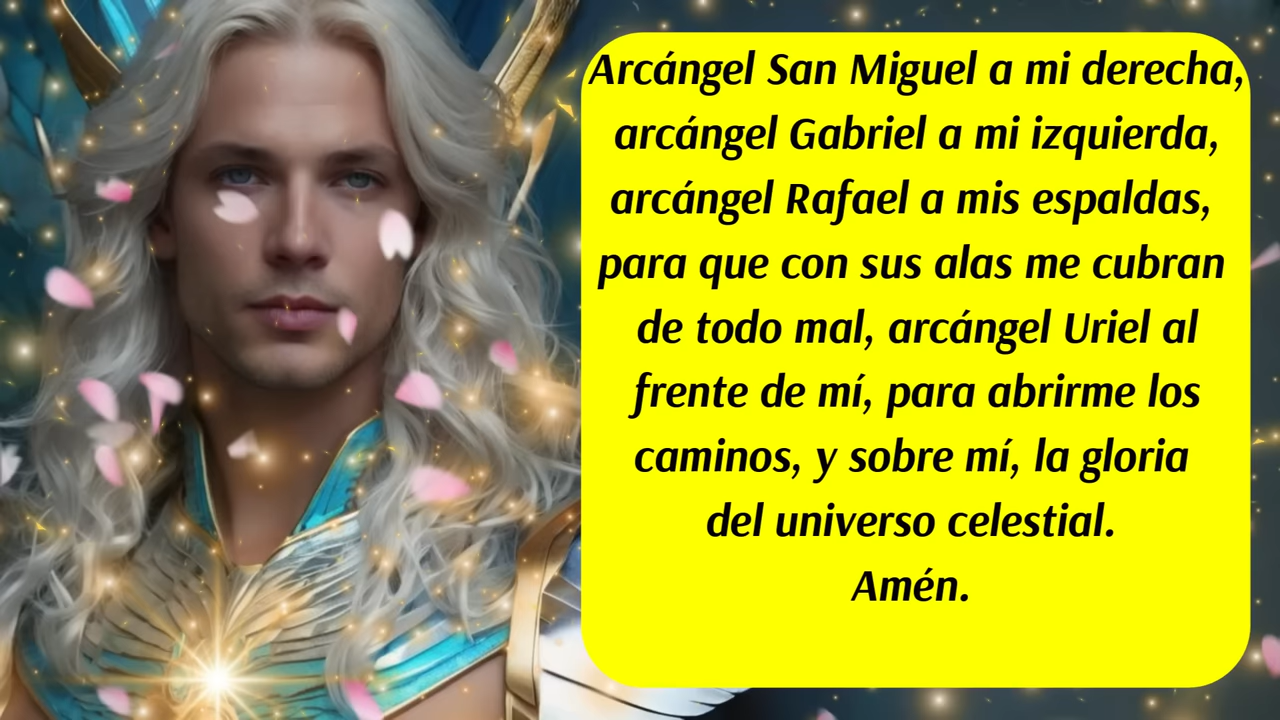 Arcángel San Miguel a mi derecha,
arcángel Gabriel a mi izquierda,
arcángel Rafael a mis espaldas,
para que con sus alas me cubran
de todo mal, arcángel Uriel al
frente de mí, para abrirme los
caminos, y sobre mí, la gloria
del universo celestial.
Amén.